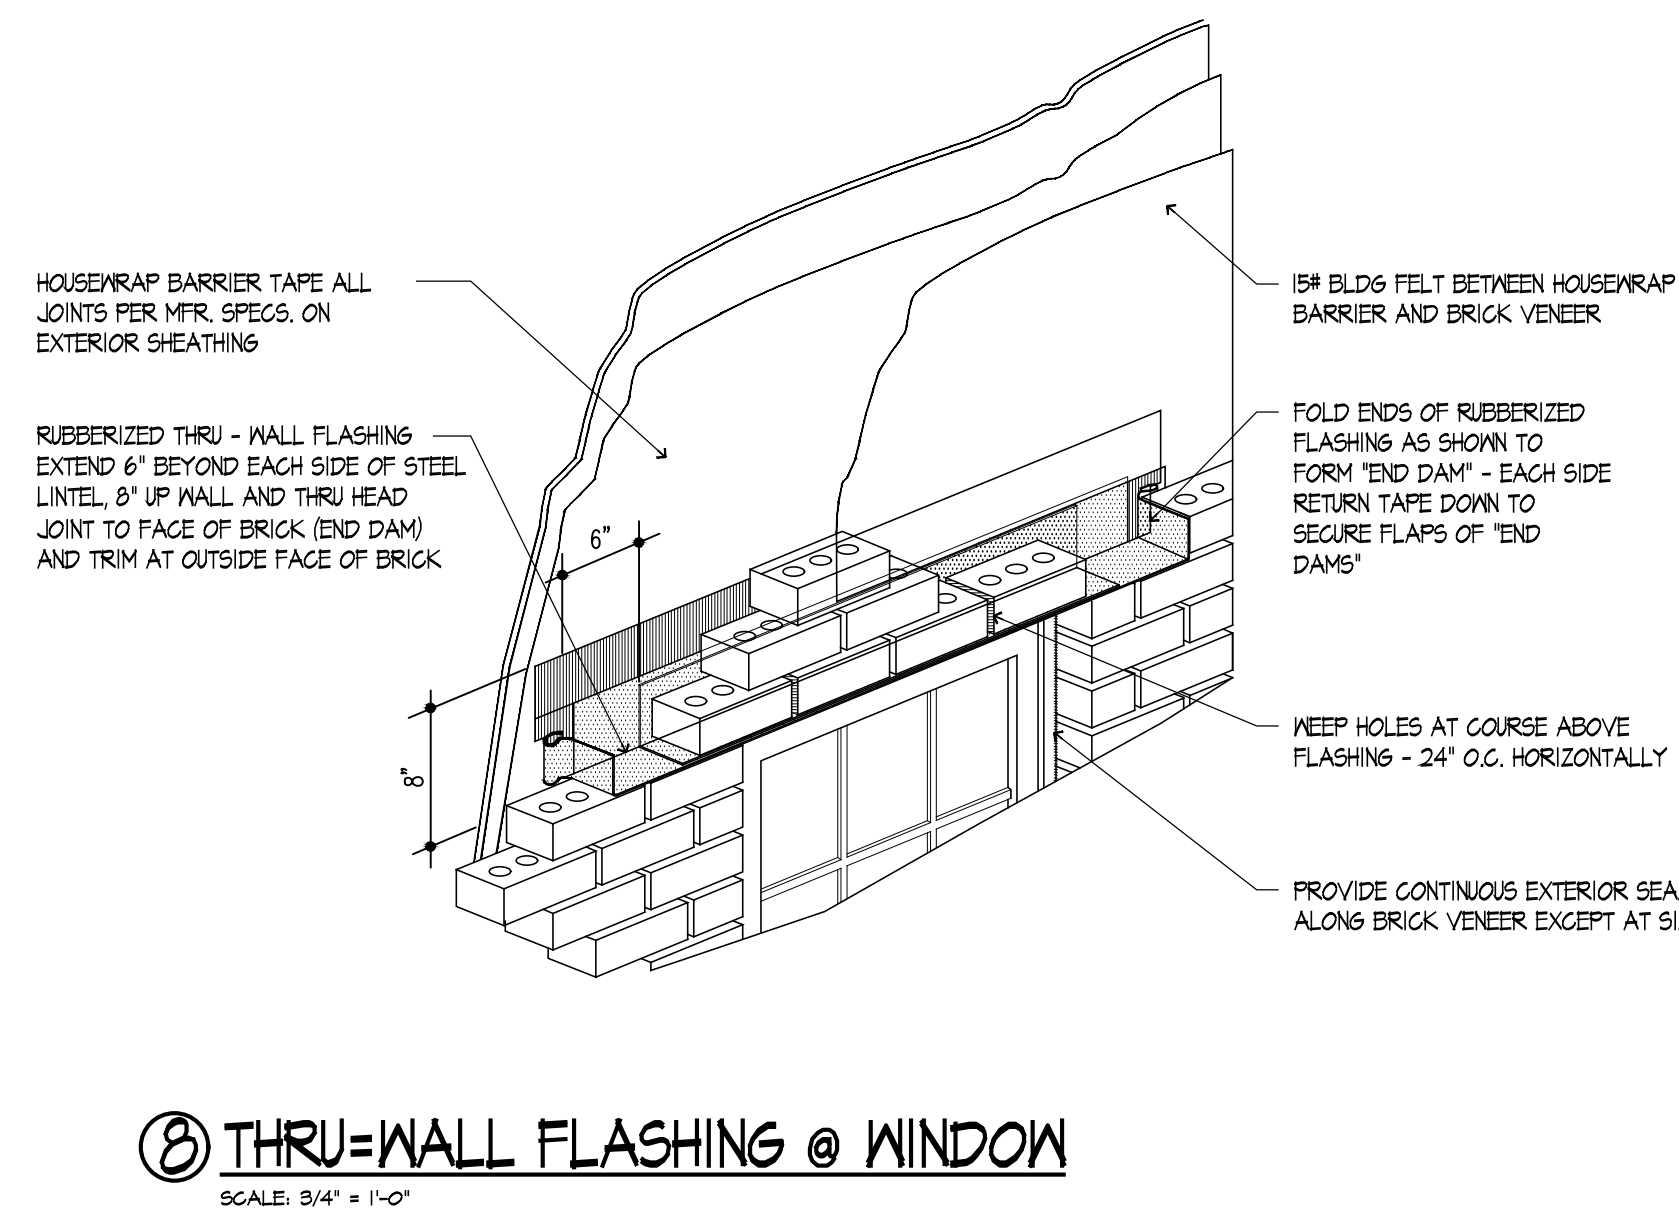 HOUSEWRAP BARRIER TAPE ALL
JOINTS PER MFR. SPECS. ON
EXTERIOR SHEATHING
RUBBERIZED THRU - WALL FLASHING
EXTEND 6" BEYOND EACH SIDE OF STEEL
LINTEL, 8" UP WALL AND THRU HEAD
JOINT TO FACE OF BRICK (END DAM)
AND TRIM AT OUTSIDE FACE OF BRICK
6"
8"
15# BLDG FELT BETWEEN HOUSEWRAP
BARRIER AND BRICK VENEER
FOLD ENDS OF RUBBERIZED
FLASHING AS SHOWN TO
FORM "END DAM" - EACH SIDE
RETURN TAPE DOWN TO
SECURE FLAPS OF "END
DAMS"
WEEP HOLES AT COURSE ABOVE
FLASHING - 24" O.C. HORIZONTALLY
PROVIDE CONTINUOUS EXTERIOR
ALONG BRICK VENEER EXCEPT AT
8 THRU=WALL FLASHING @ WINDOW
SCALE: 3/4" = 1'-0"